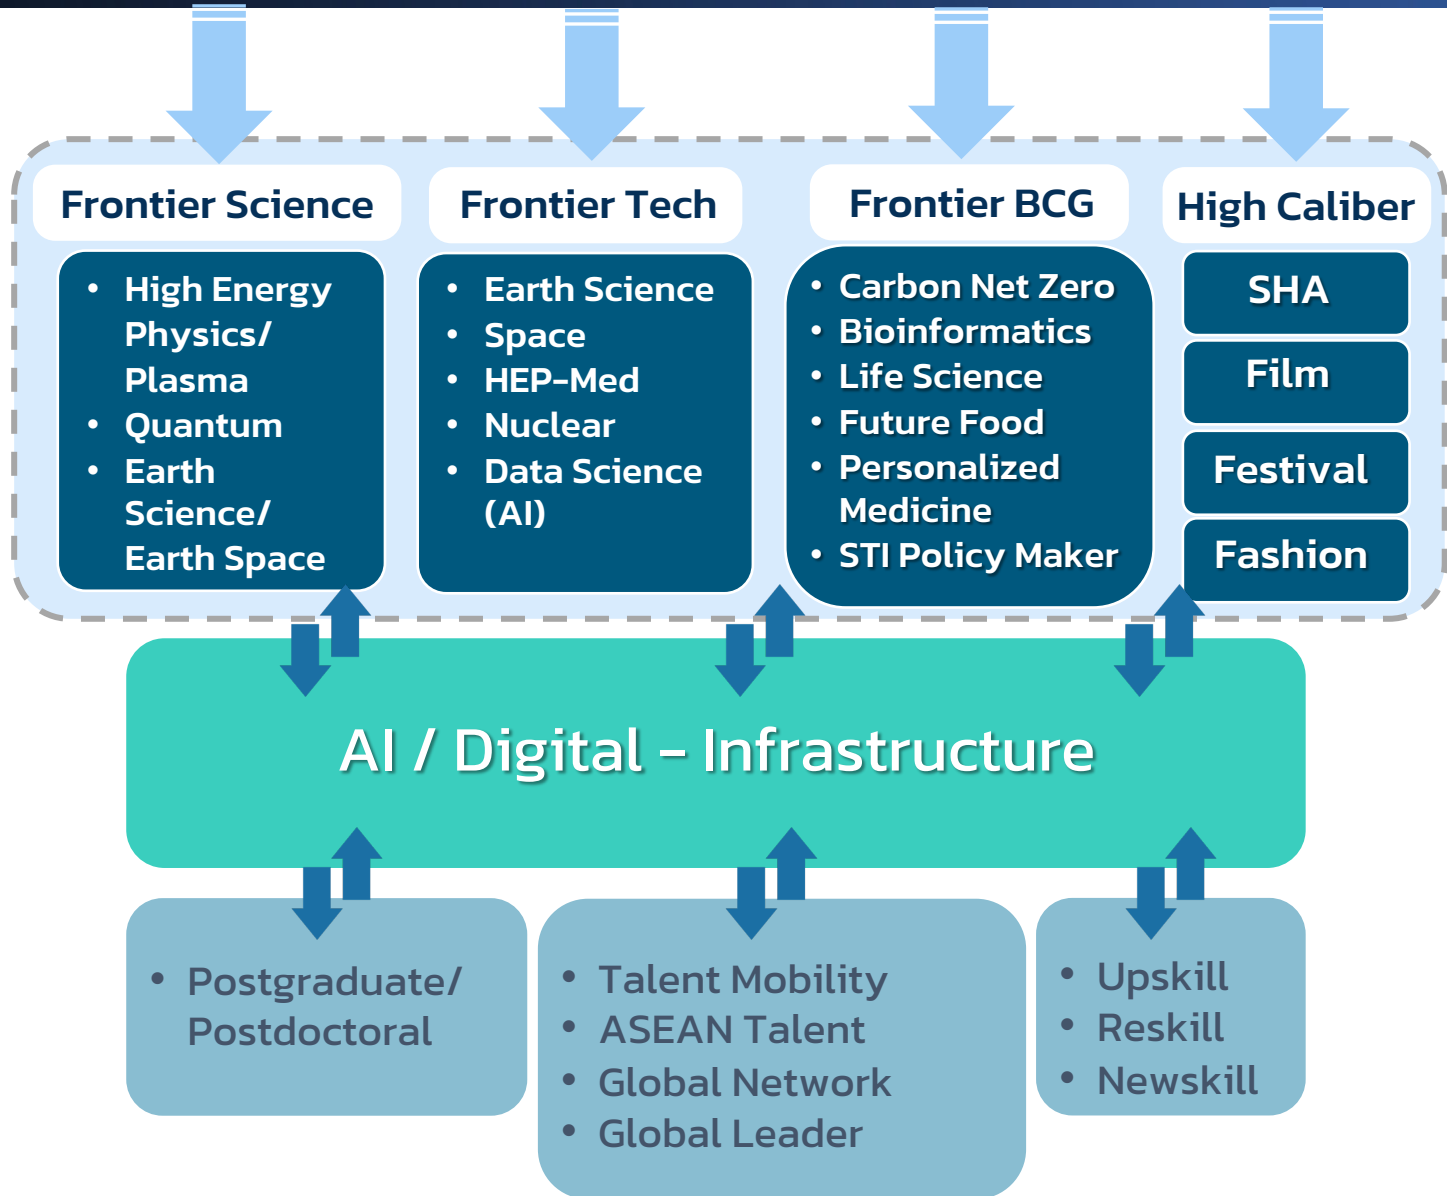 Frontier Science
• High Energy
Physics/
Plasma
• Quantum
• Earth
Science/
Earth Space
Frontier Tech
• Earth Science
• Space
• HEP-Med
• Nuclear
• Data Science
(AI)
Frontier BCG
• Carbon Net Zero
• Bioinformatics
• Life Science
• Future Food
• Personalized
Medicine
• STI Policy Maker
High Caliber
SHA
Film
Festival
Fashion
AI / Digital - Infrastructure
• Postgraduate/
Postdoctoral
• Talent Mobility
• ASEAN Talent
• Global Network
• Global Leader
• Upskill
• Reskill
• Newskill